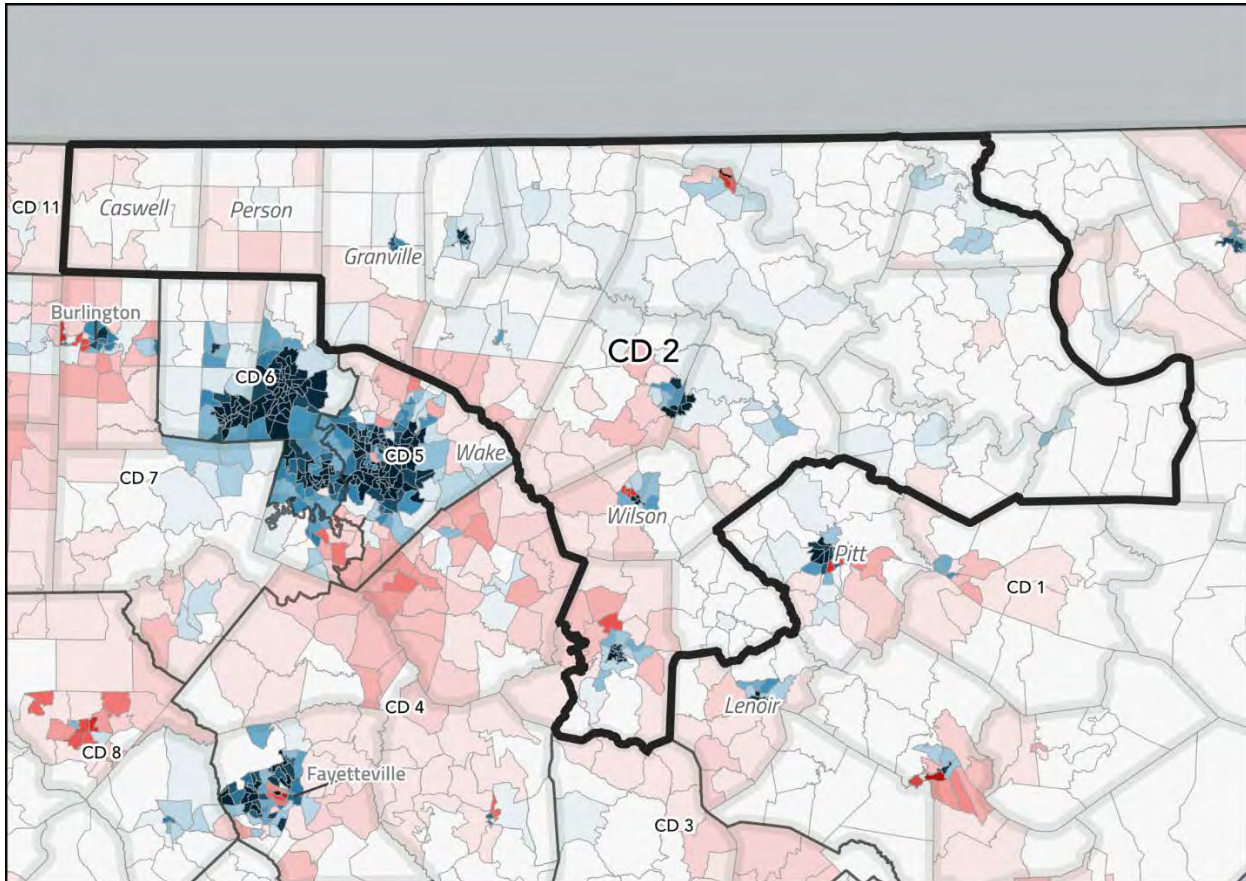 CD 11
Caswell
Person
Granville
Burlington
CD 2
CD 6
CD 5
Wake
CD 7
Wilson
Pitt
CD 1
Lenoir
CD 4
CD 8
Fayetteville
CD 3